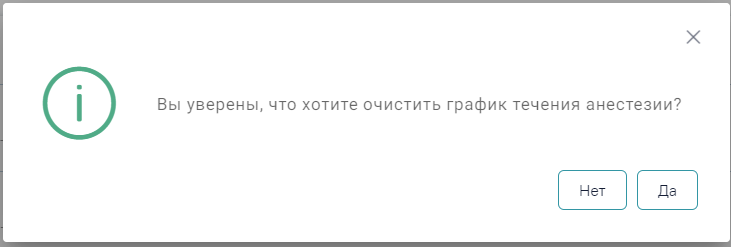 Вы уверены, что хотите очистить график течения анестезии?
Нет Да